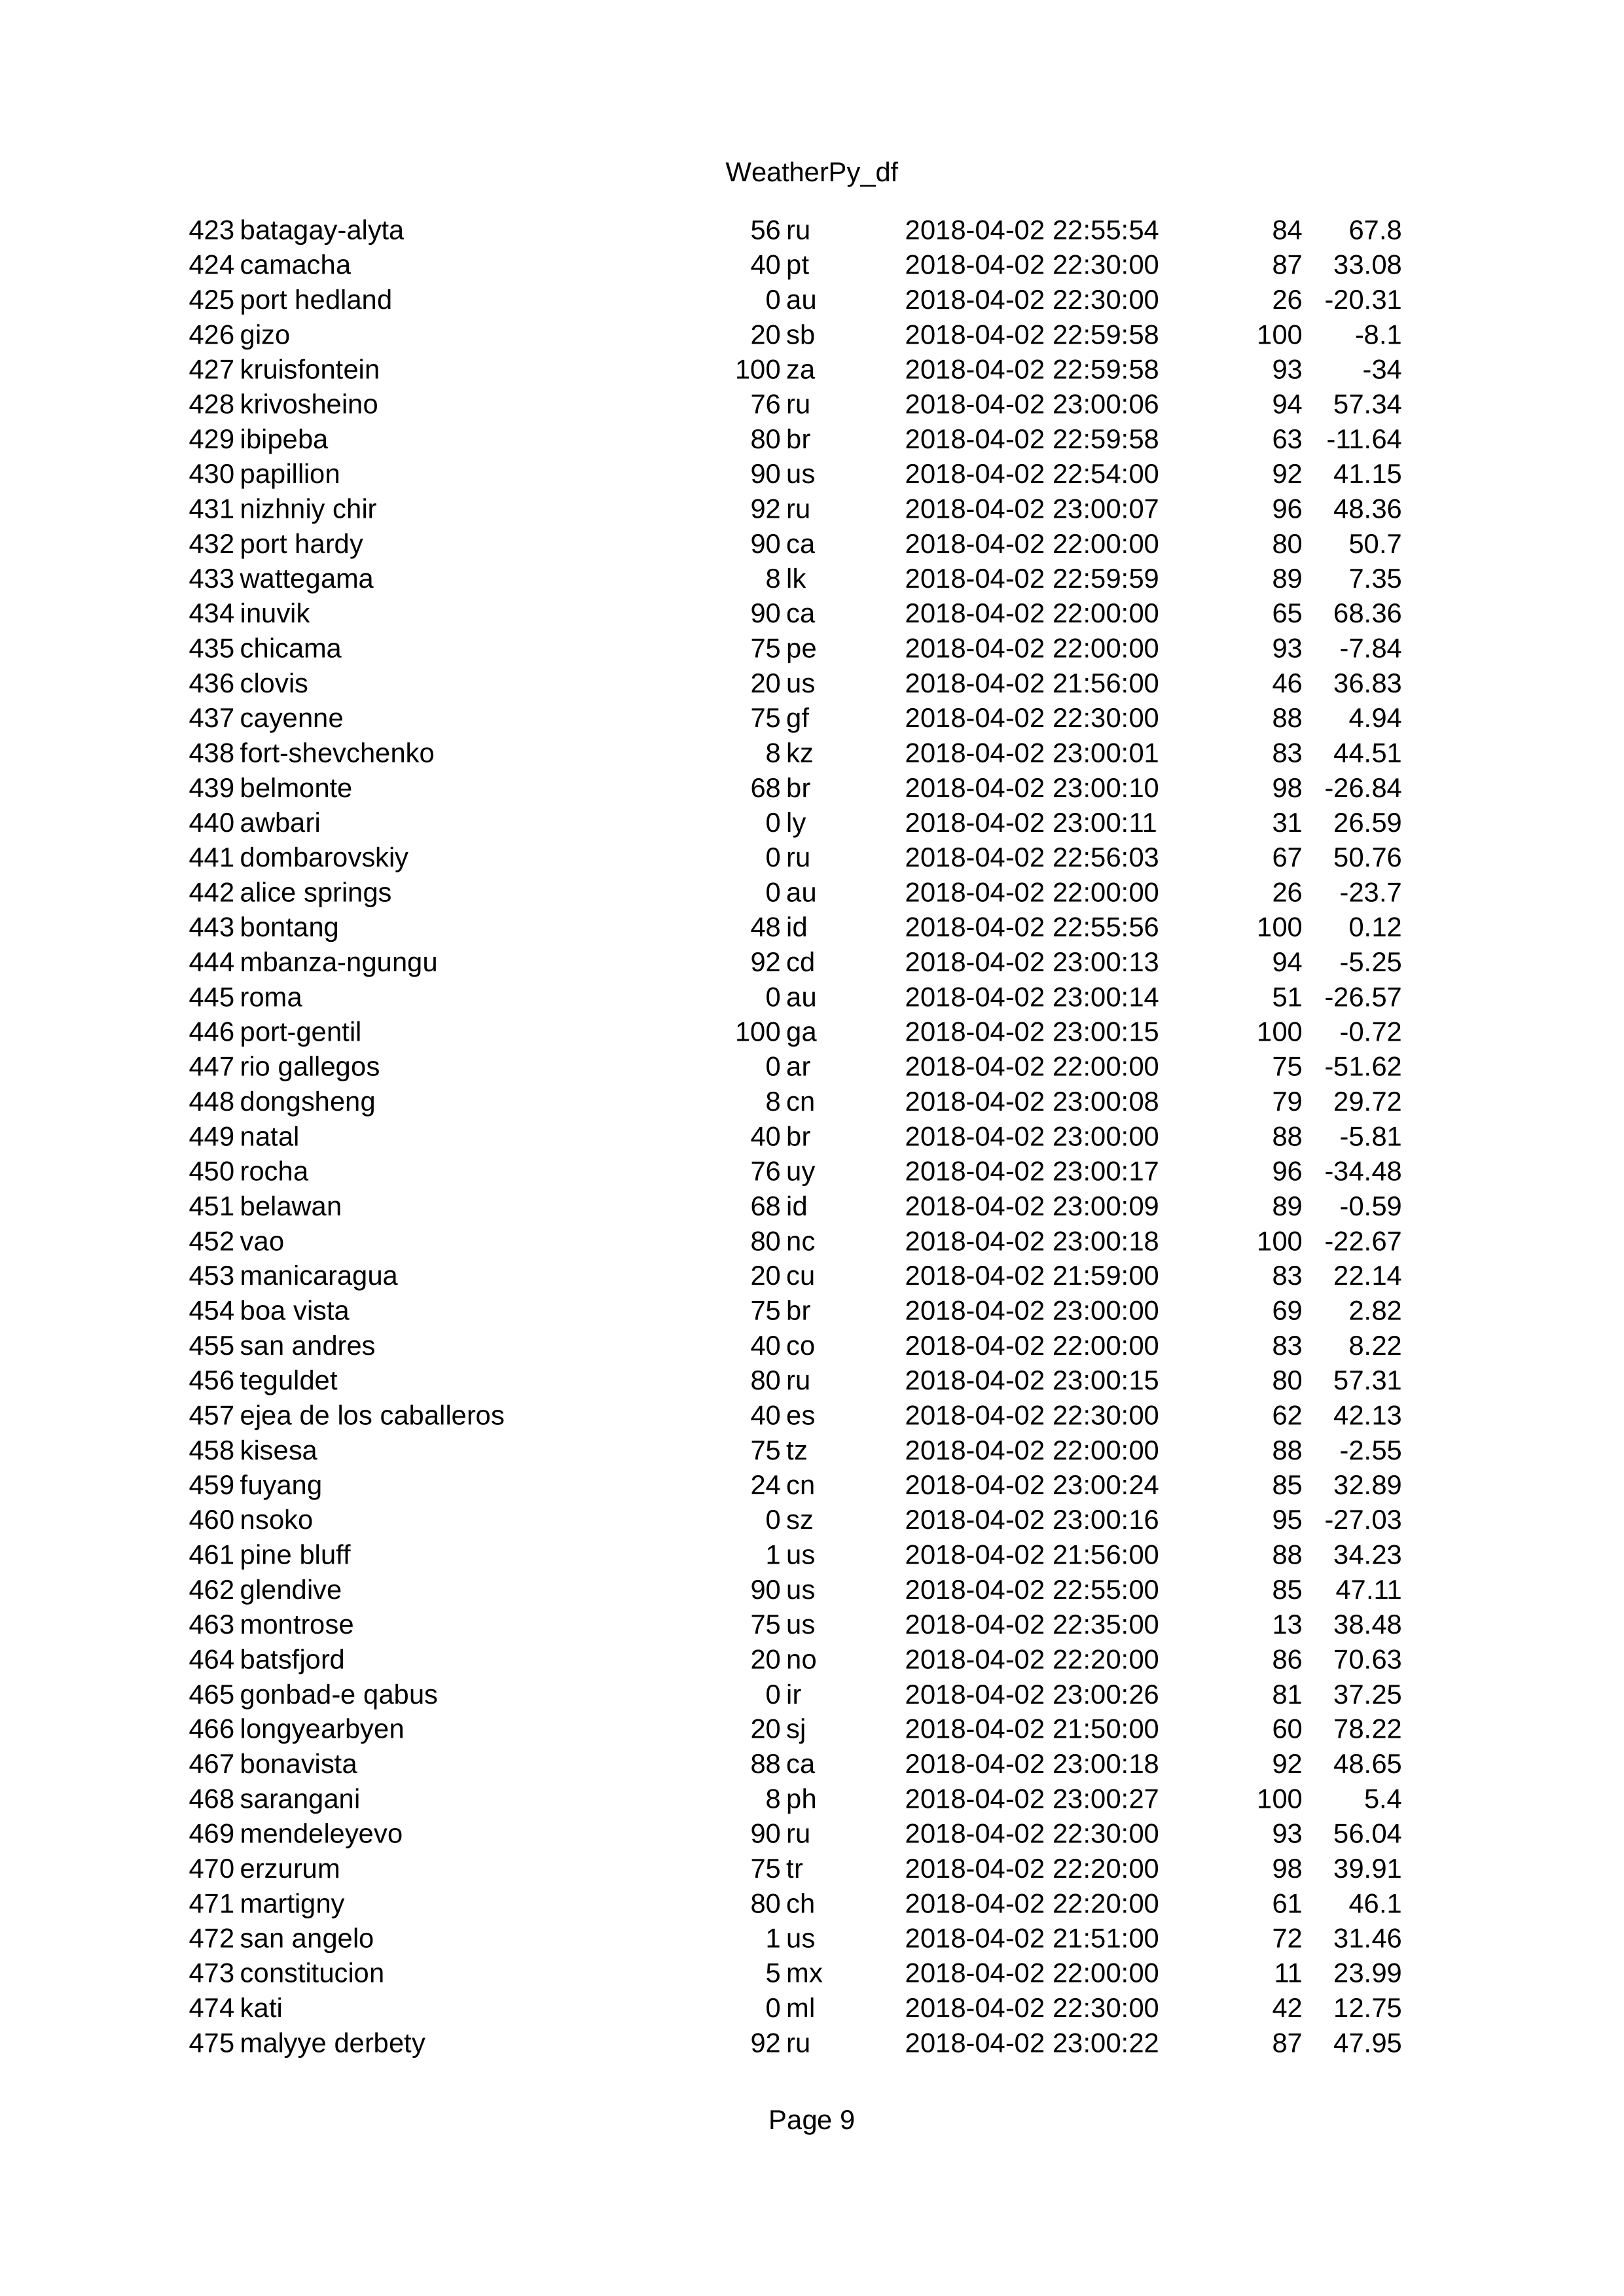 WeatherPy_df
423 batagay-alyta 56 ru 2018-04-02 22:55:54 84 67.8
424 camacha 40 pt 2018-04-02 22:30:00 87 33.08
425 port hedland 0 au 2018-04-02 22:30:00 26 -20.31
426 gizo 20 sb 2018-04-02 22:59:58 100 -8.1
427 kruisfontein 100 za 2018-04-02 22:59:58 93 -34
428 krivosheino 76 ru 2018-04-02 23:00:06 94 57.34
429 ibipeba 80 br 2018-04-02 22:59:58 63 -11.64
430 papillion 90 us 2018-04-02 22:54:00 92 41.15
431 nizhniy chir 92 ru 2018-04-02 23:00:07 96 48.36
432 port hardy 90 ca 2018-04-02 22:00:00 80 50.7
433 wattegama 8 lk 2018-04-02 22:59:59 89 7.35
434 inuvik 90 ca 2018-04-02 22:00:00 65 68.36
435 chicama 75 pe 2018-04-02 22:00:00 93 -7.84
436 clovis 20 us 2018-04-02 21:56:00 46 36.83
437 cayenne 75 gf 2018-04-02 22:30:00 88 4.94
438 fort-shevchenko 8 kz 2018-04-02 23:00:01 83 44.51
439 belmonte 68 br 2018-04-02 23:00:10 98 -26.84
440 awbari 0 ly 2018-04-02 23:00:11 31 26.59
441 dombarovskiy 0 ru 2018-04-02 22:56:03 67 50.76
442 alice springs 0 au 2018-04-02 22:00:00 26 -23.7
443 bontang 48 id 2018-04-02 22:55:56 100 0.12
444 mbanza-ngungu 92 cd 2018-04-02 23:00:13 94 -5.25
445 roma 0 au 2018-04-02 23:00:14 51 -26.57
446 port-gentil 100 ga 2018-04-02 23:00:15 100 -0.72
447 rio gallegos 0 ar 2018-04-02 22:00:00 75 -51.62
448 dongsheng 8 cn 2018-04-02 23:00:08 79 29.72
449 natal 40 br 2018-04-02 23:00:00 88 -5.81
450 rocha 76 uy 2018-04-02 23:00:17 96 -34.48
451 belawan 68 id 2018-04-02 23:00:09 89 -0.59
452 vao 80 nc 2018-04-02 23:00:18 100 -22.67
453 manicaragua 20 cu 2018-04-02 21:59:00 83 22.14
454 boa vista 75 br 2018-04-02 23:00:00 69 2.82
455 san andres 40 co 2018-04-02 22:00:00 83 8.22
456 teguldet 80 ru 2018-04-02 23:00:15 80 57.31
457 ejea de los caballeros 40 es 2018-04-02 22:30:00 62 42.13
458 kisesa 75 tz 2018-04-02 22:00:00 88 -2.55
459 fuyang 24 cn 2018-04-02 23:00:24 85 32.89
460 nsoko 0 sz 2018-04-02 23:00:16 95 -27.03
461 pine bluff 1 us 2018-04-02 21:56:00 88 34.23
462 glendive 90 us 2018-04-02 22:55:00 85 47.11
463 montrose 75 us 2018-04-02 22:35:00 13 38.48
464 batsfjord 20 no 2018-04-02 22:20:00 86 70.63
465 gonbad-e qabus 0 ir 2018-04-02 23:00:26 81 37.25
466 longyearbyen 20 sj 2018-04-02 21:50:00 60 78.22
467 bonavista 88 ca 2018-04-02 23:00:18 92 48.65
468 sarangani 8 ph 2018-04-02 23:00:27 100 5.4
469 mendeleyevo 90 ru 2018-04-02 22:30:00 93 56.04
470 erzurum 75 tr 2018-04-02 22:20:00 98 39.91
471 martigny 80 ch 2018-04-02 22:20:00 61 46.1
472 san angelo 1 us 2018-04-02 21:51:00 72 31.46
473 constitucion 5 mx 2018-04-02 22:00:00 11 23.99
474 kati 0 ml 2018-04-02 22:30:00 42 12.75
475 malyye derbety 92 ru 2018-04-02 23:00:22 87 47.95
Page 9